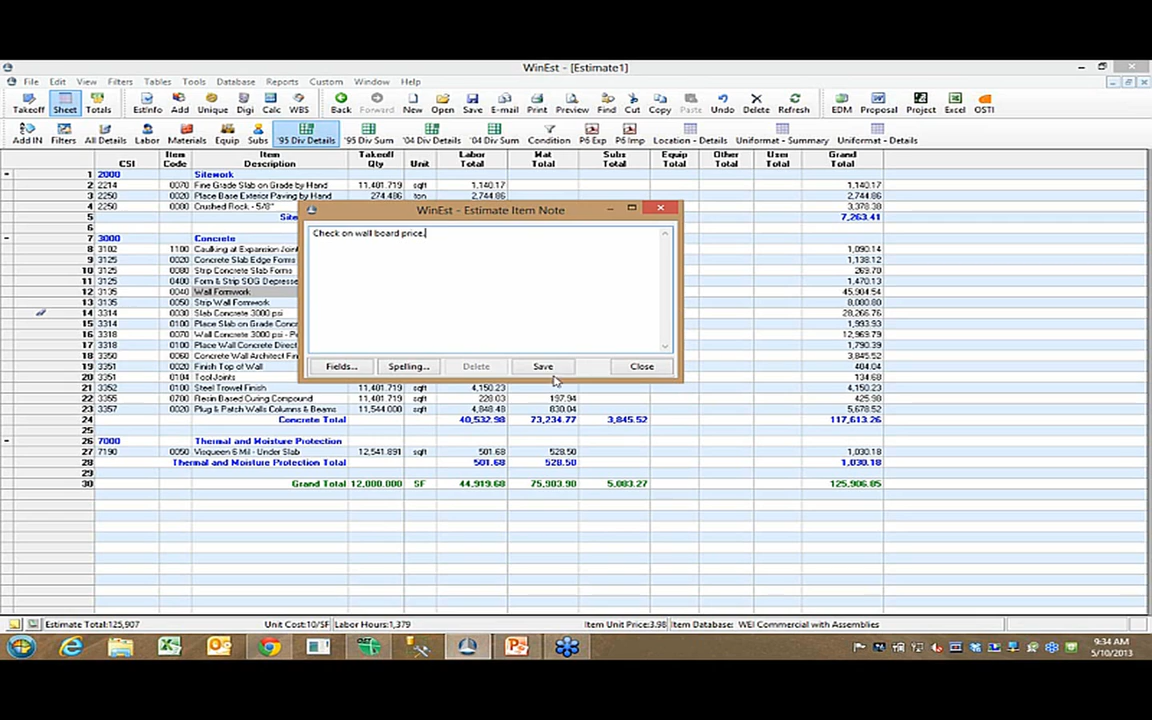 WinEst - [Estimate1]
File Edit View Filters Tables Tools Database Reports Custom Window Help
Takeoff Sheet Totals EstInfo Add Unique Digi Calc WBS Back Forward New Open Save E-mail Print Preview Find Cut Copy Paste Undo Delete Refresh EDM Proposal Project Excel OSTI
Add IN Filters All Details Labor Materials Equip Subs '95 Div Details '95 Div Sum '04 Div Details '04 Div Sum Condition P6 Exp P6 Imp Location - Details Uniformat - Summary Uniformat - Details
CSI Item Code Item Description Takeoff Qty Unit Labor Total Mat Total Subs Total Equip Total Other Total User Total Grand Total
1 2000 Sitework
2 2214 0070 Fine Grade Slab on Grade by Hand 11,401.719 sqft 1,140.17 1,140.17
3 2250 0020 Place Base Exterior Paving by Hand 274.486 ton 2,744.86 2,744.86
4 2250 0030 Crushed Rock - 5/8" 3,378.38
5 Site 7,263.41
6
7 3000 Concrete
8 3102 1100 Caulking at Expansion Joint 1,090.14
9 3125 0020 Concrete Slab Edge Forms 1,138.12
10 3125 0080 Strip Concrete Slab Forms 269.70
11 3125 0400 Form & Strip SOG Depress 1,470.13
12 3135 0040 Wall Formwork 45,904.54
13 3135 0050 Strip Wall Formwork 8,080.80
14 3314 0030 Slab Concrete 3000 psi 28,266.76
15 3314 0100 Place Slab on Grade Conc 1,993.93
16 3318 0070 Wall Concrete 3000 psi - P 12,969.79
17 3318 0100 Place Wall Concrete Direct 1,790.39
18 3350 0060 Concrete Wall Architect Fin 3,845.52
19 3351 0020 Finish Top of Wall 404.04
20 3351 0104 Tool Joints 134.68
21 3352 0100 Steel Trowel Finish 11,401.719 sqft 4,150.23 4,150.23
22 3355 0700 Resin Based Curing Compound 11,401.719 sqft 228.03 197.94 425.98
23 3357 0020 Plug & Patch Walls Columns & Beams 11,544.000 sqft 4,848.48 830.04 5,678.52
24 Concrete Total 40,532.98 73,234.77 3,845.52 117,613.26
25
26 7000 Thermal and Moisture Protection
27 7190 0050 Visqueen 6 Mil - Under Slab 12,541.891 sqft 501.68 528.50 1,030.18
28 Thermal and Moisture Protection Total 501.68 528.50 1,030.18
29
30 Grand Total 12,000.000 SF 44,919.68 75,903.90 5,083.27 125,906.85
WinEst - Estimate Item Note
Check on wall board price.
Fields... Spelling... Delete Save Close
Estimate Total:125,907 Unit Cost:10/SF Labor Hours:1,379 Item Unit Price:3.98 Item Database: WEI Commercial with Assemblies
9:34 AM
5/10/2013